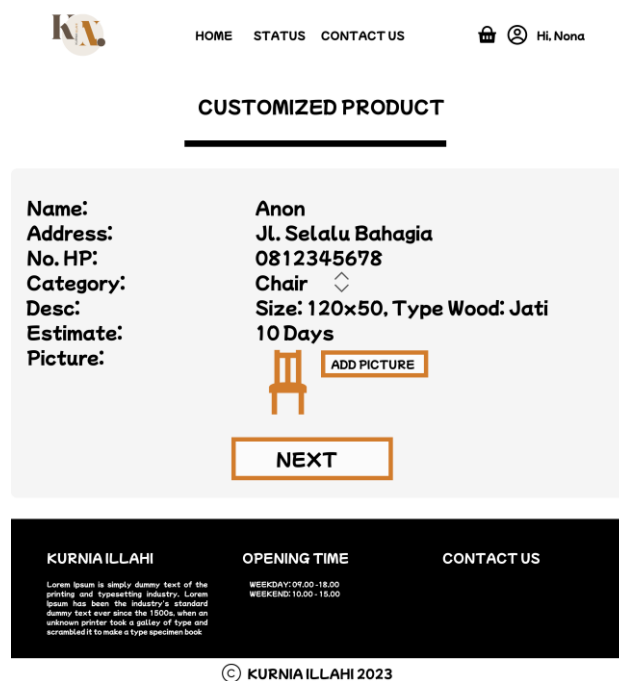 KN.
HOME STATUS CONTACT US Hi, Nona
CUSTOMIZED PRODUCT
Name: Anon
Address: Jl. Selalu Bahagia
No. HP: 0812345678
Category: Chair
Desc: Size: 120x50, Type Wood: Jati
Estimate: 10 Days
Picture:
ADD PICTURE
NEXT
KURNIA ILLAHI
Lorem Ipsum is simply dummy text of the
printing and typesetting industry. Lorem
Ipsum has been the industry's standard
dummy text ever since the 1500s, when an
unknown printer took a galley of type and
scrambled it to make a type specimen book
OPENING TIME
WEEKDAY: 09.00 -18.00
WEEKEND: 10.00 - 15.00
CONTACT US
© KURNIA ILLAHI 2023